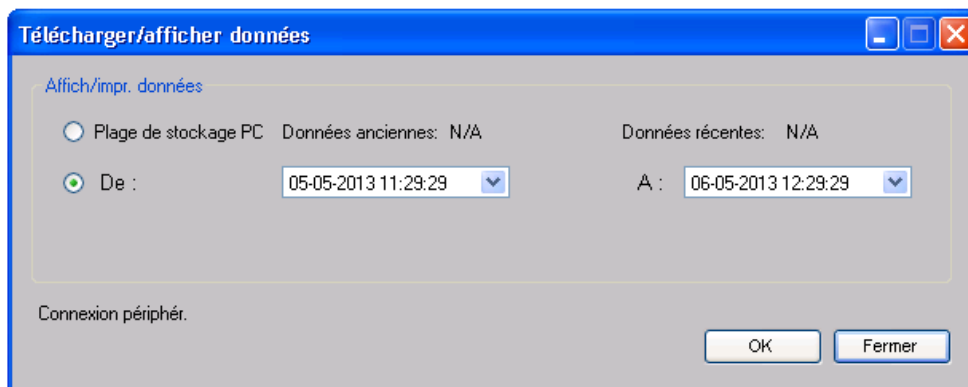 Télécharger/afficher données
Affich/impr. données
Plage de stockage PC Données anciennes: N/A Données récentes: N/A
De : 05-05-2013 11:29:29 A : 06-05-2013 12:29:29
Connexion périphér.
OK Fermer